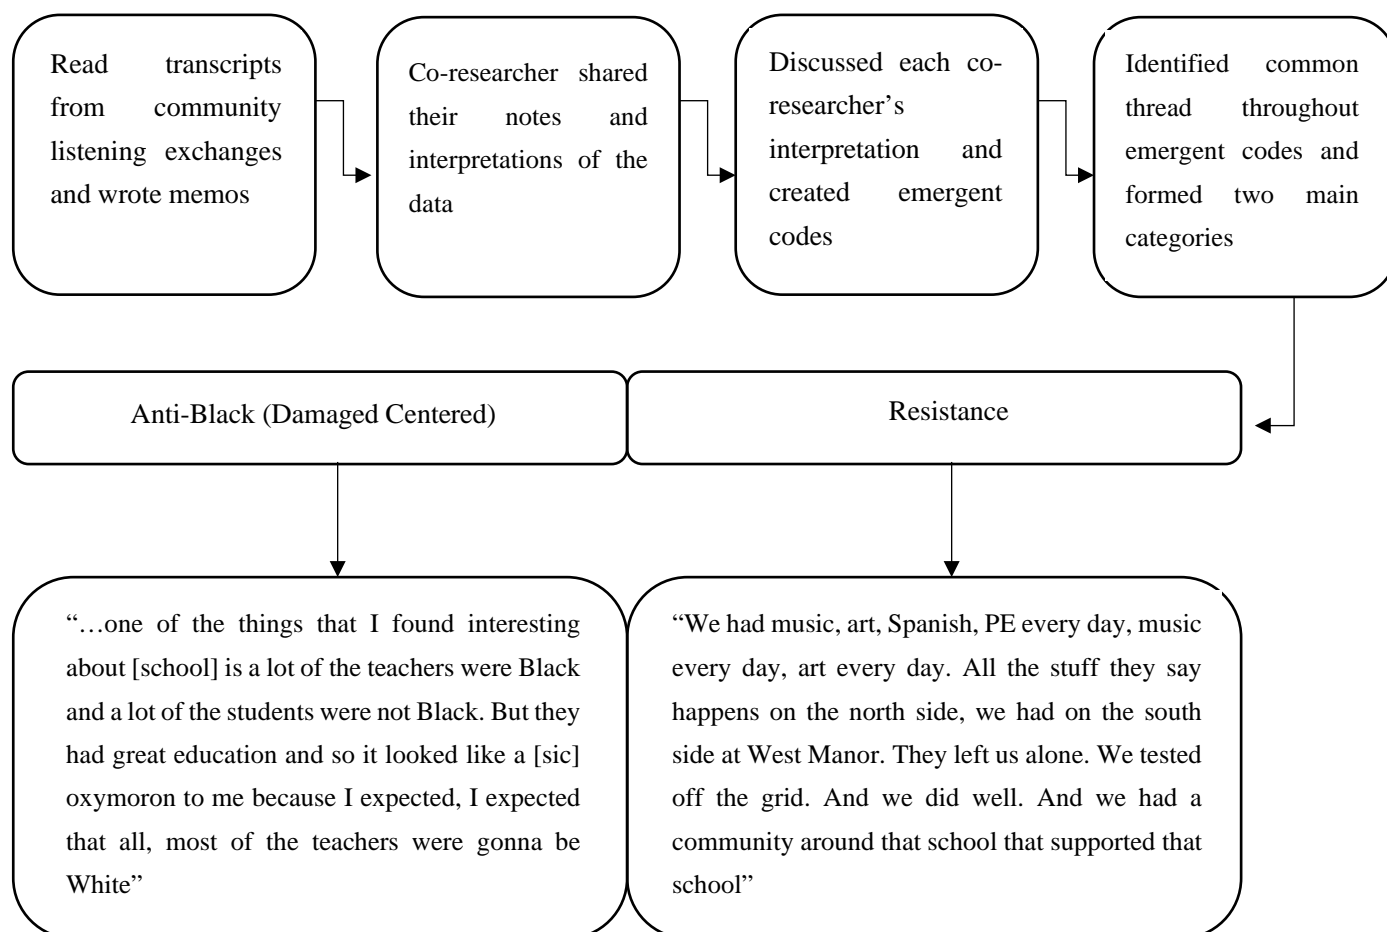 Read transcripts
from community
listening exchanges
and wrote memos
Co-researcher shared
their notes and
interpretations of the
data
Discussed each co-
researcher’s
interpretation and
created emergent
codes
Identified common
thread throughout
emergent codes and
formed two main
categories
Anti-Black (Damaged Centered)
Resistance
“…one of the things that I found interesting
about [school] is a lot of the teachers were Black
and a lot of the students were not Black. But they
had great education and so it looked like a [sic]
oxymoron to me because I expected, I expected
that all, most of the teachers were gonna be
White”
“We had music, art, Spanish, PE every day, music
every day, art every day. All the stuff they say
happens on the north side, we had on the south
side at West Manor. They left us alone. We tested
off the grid. And we did well. And we had a
community around that school that supported that
school”